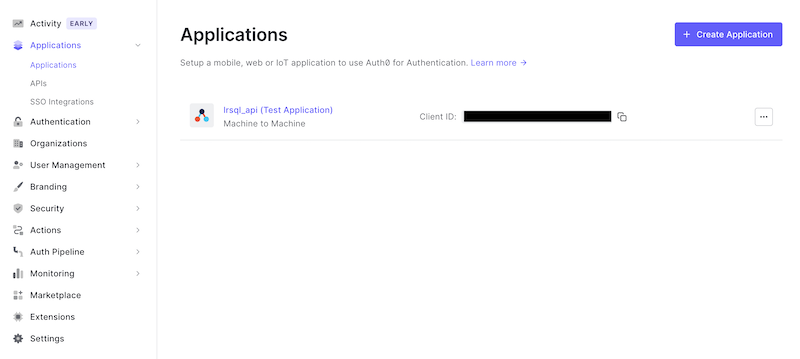 Activity EARLY
Applications
Applications
APIs
SSO Integrations
Authentication
Organizations
User Management
Branding
Security
Actions
Auth Pipeline
Monitoring
Marketplace
Extensions
Settings
Applications
+ Create Application
Setup a mobile, web or IoT application to use Auth0 for Authentication. Learn more →
lrsql_api (Test Application)
Machine to Machine
Client ID: